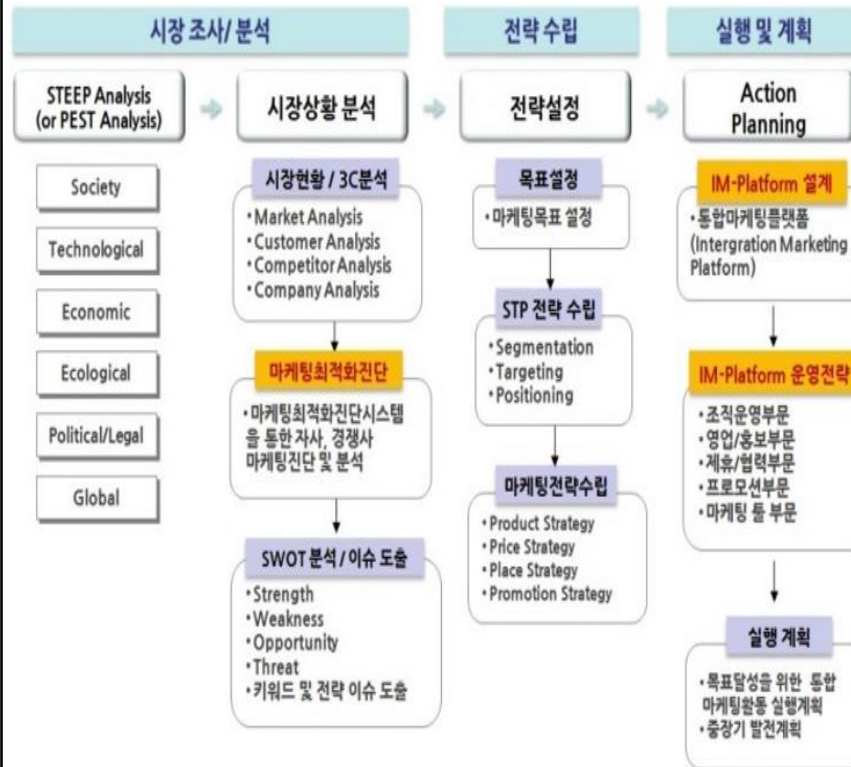 시장 조사/ 분석
전략 수립
실행 및 계획
STEEP Analysis
(or PEST Analysis)
시장상황 분석
전략설정
Action
Planning
Society
Technological
Economic
Ecological
Political/Legal
Global
시장현황 / 3C분석
•Market Analysis
•Customer Analysis
•Competitor Analysis
•Company Analysis
마케팅최적화진단
•마케팅최적화진단시스템
을 통한 자사, 경쟁사
마케팅진단 및 분석
SWOT 분석 / 이슈 도출
•Strength
•Weakness
•Opportunity
•Threat
•키워드 및 전략 이슈 도출
목표설정
•마케팅목표 설정
STP 전략 수립
•Segmentation
•Targeting
•Positioning
마케팅전략수립
•Product Strategy
•Price Strategy
•Place Strategy
•Promotion Strategy
IM-Platform 설계
•통합마케팅플랫폼
(Intergration Marketing
Platform)
IM-Platform 운영전략
•조직운영부문
•영업/홍보부문
•제휴/협력부문
•프로모션부문
•마케팅 툴 부문
실행 계획
•목표달성을 위한 통합
마케팅활동 실행계획
•중장기 발전계획